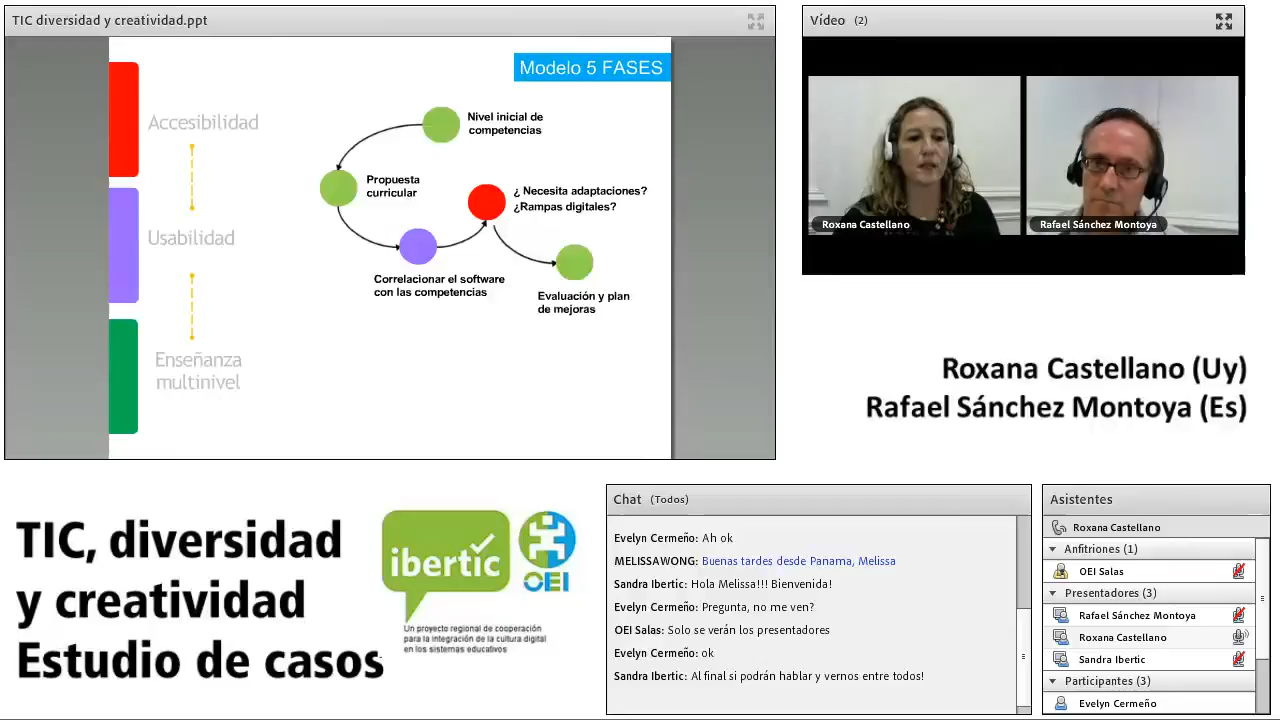 TIC diversidad y creatividad.ppt
Modelo 5 FASES
Accesibilidad
Usabilidad
Enseñanza
multinivel
Nivel inicial de
competencias
Propuesta
curricular
¿ Necesita adaptaciones?
¿Rampas digitales?
Correlacionar el software
con las competencias
Evaluación y plan
de mejoras
Vídeo (2)
Roxana Castellano
Rafael Sánchez Montoya
Roxana Castellano (Uy)
Rafael Sánchez Montoya (Es)
TIC, diversidad
y creatividad
Estudio de casos
ibertic
OEI
Un proyecto regional de cooperación
para la integración de la cultura digital
en los sistemas educativos
Chat (Todos)
Evelyn Cermeño: Ah ok
MELISSAWONG: Buenas tardes desde Panama, Melissa
Sandra Ibertic: Hola Melissa!!! Bienvenida!
Evelyn Cermeño: Pregunta, no me ven?
OEI Salas: Solo se verán los presentadores
Evelyn Cermeño: ok
Sandra Ibertic: Al final si podrán hablar y vernos entre todos!
Asistentes
Roxana Castellano
Anfitriones (1)
OEI Salas
Presentadores (3)
Rafael Sánchez Montoya
Roxana Castellano
Sandra Ibertic
Participantes (3)
Evelyn Cermeño